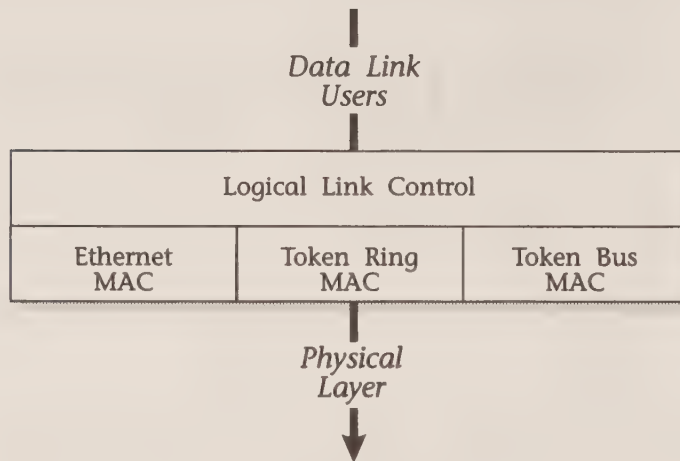 Data Link
Users
Logical Link Control
Ethernet
MAC
Token Ring
MAC
Token Bus
MAC
Physical
Layer